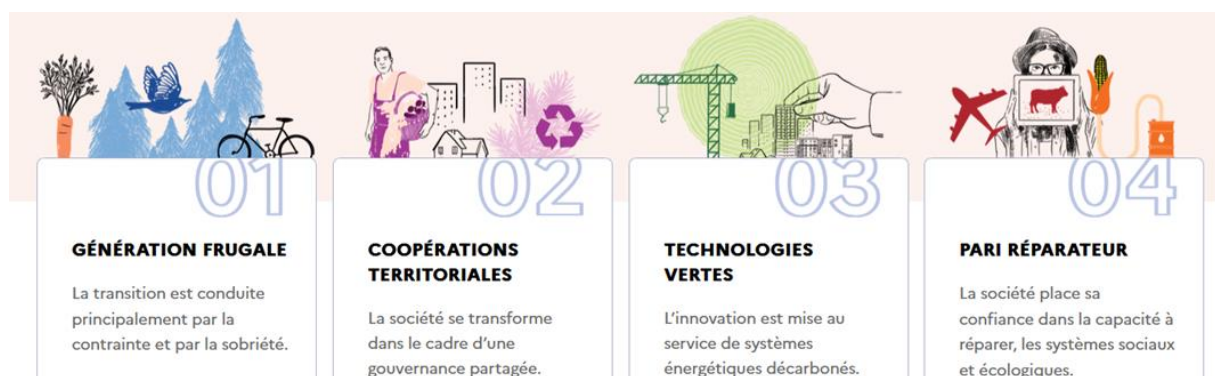 01
GÉNÉRATION FRUGALE
La transition est conduite
principalement par la
contrainte et par la sobriété.
02
COOPÉRATIONS
TERRITORIALES
La société se transforme
dans le cadre d'une
gouvernance partagée.
03
TECHNOLOGIES
VERTES
L'innovation est mise au
service de systèmes
énergétiques décarbonés.
04
PARI RÉPARATEUR
La société place sa
confiance dans la capacité à
réparer, les systèmes sociaux
et écologiques.